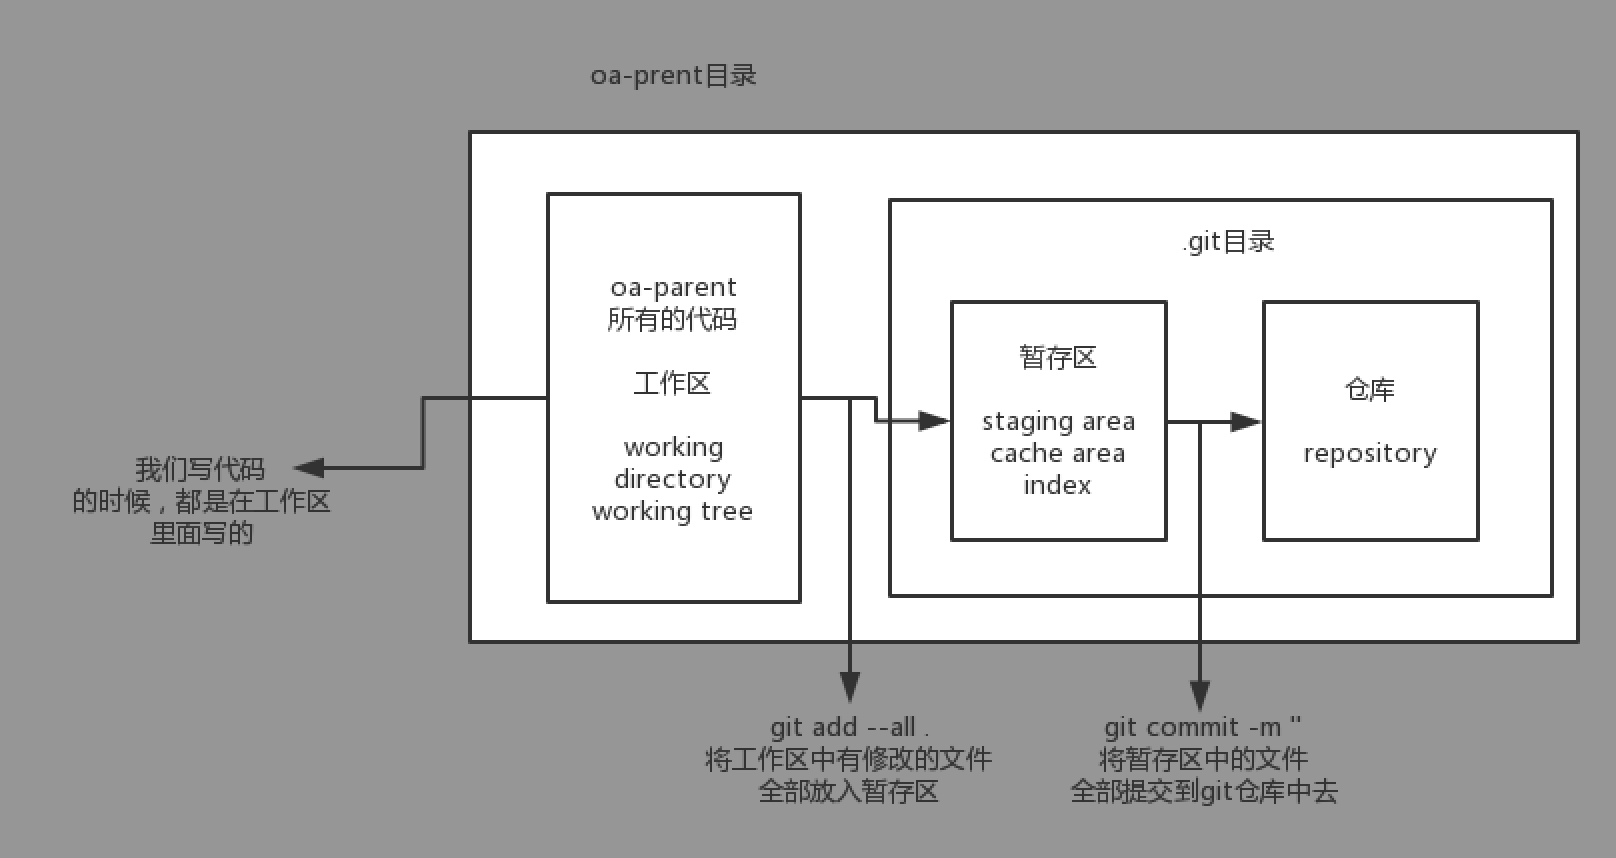 oa-prent目录
oa-parent
所有的代码
工作区
working
directory
working tree
.git目录
暂存区
staging area
cache area
index
仓库
repository
我们写代码
的时候，都是在工作区
里面写的
git add --all .
将工作区中有修改的文件
全部放入暂存区
git commit -m "
将暂存区中的文件
全部提交到git仓库中去